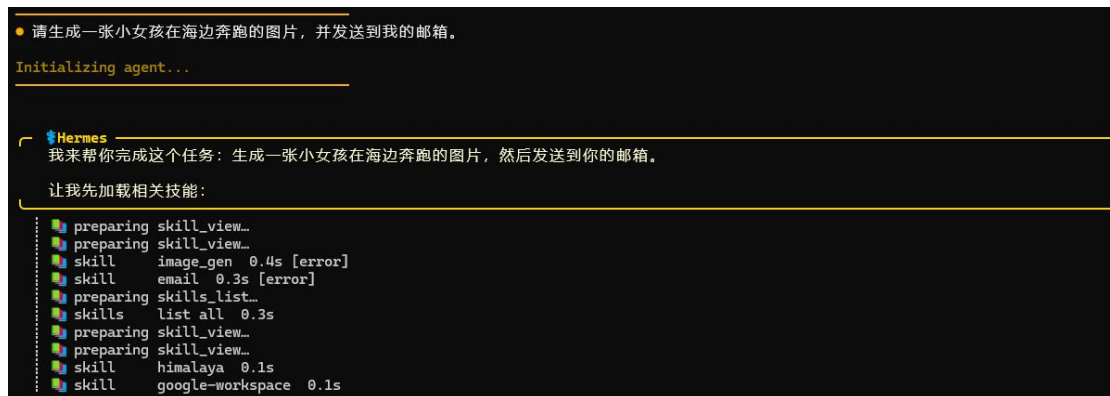 请生成一张小女孩在海边奔跑的图片，并发送到我的邮箱。
Initializing agent...
Hermes
我来帮你完成这个任务：生成一张小女孩在海边奔跑的图片，然后发送到你的邮箱。
让我先加载相关技能：
preparing skill_view…
preparing skill_view…
skill image_gen 0.4s [error]
skill email 0.3s [error]
preparing skills_list…
skills list all 0.3s
preparing skill_view…
preparing skill_view…
skill himalaya 0.1s
skill google-workspace 0.1s